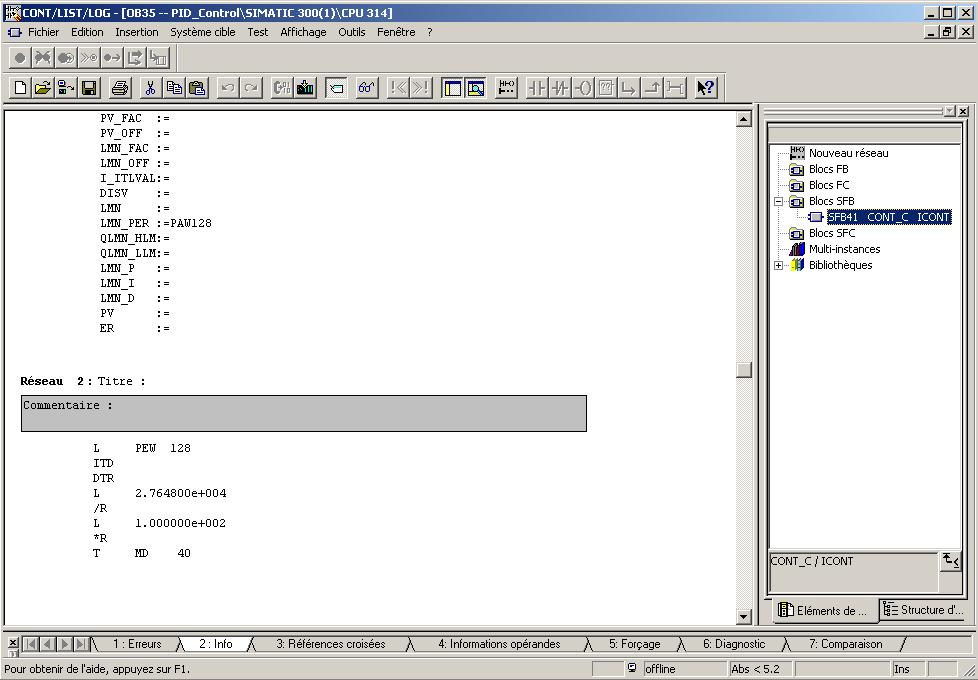 CONT/LIST/LOG - [OB35 -- PID_Control\SIMATIC 300(1)\CPU 314]
Fichier Edition Insertion Système cible Test Affichage Outils Fenêtre ?
PV_FAC :=
PV_OFF :=
LMN_FAC :=
LMN_OFF :=
I_ITLVAL:=
DISV :=
LMN :=
LMN_PER :=PAW128
QLMN_HLM:=
QLMN_LLM:=
LMN_P :=
LMN_I :=
LMN_D :=
PV :=
ER :=
Réseau 2 : Titre :
Commentaire :
L PEW 128
ITD
DTR
L 2.764800e+004
/R
L 1.000000e+002
*R
T MD 40
Nouveau réseau
Blocs FB
Blocs FC
Blocs SFB
SFB41 CONT_C ICONT
Blocs SFC
Multi-instances
Bibliothèques
CONT_C / ICONT
Eléments de ... Structure d'...
1 : Erreurs 2 : Info 3: Références croisées 4: Informations opérandes 5: Forçage 6: Diagnostic 7: Comparaison
Pour obtenir de l'aide, appuyez sur F1. offline Abs < 5.2 Ins